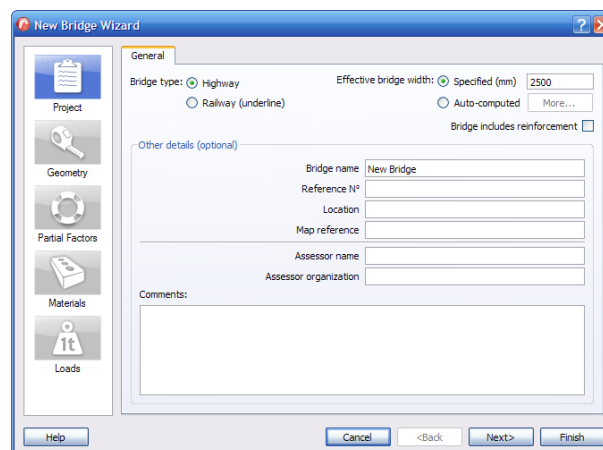 New Bridge Wizard
General
Project
Geometry
Partial Factors
Materials
Loads
Bridge type: Highway
Railway (underline)
Effective bridge width: Specified (mm) 2500
Auto-computed More...
Bridge includes reinforcement
Other details (optional)
Bridge name New Bridge
Reference N°
Location
Map reference
Assessor name
Assessor organization
Comments:
1t
Help Cancel <Back Next> Finish